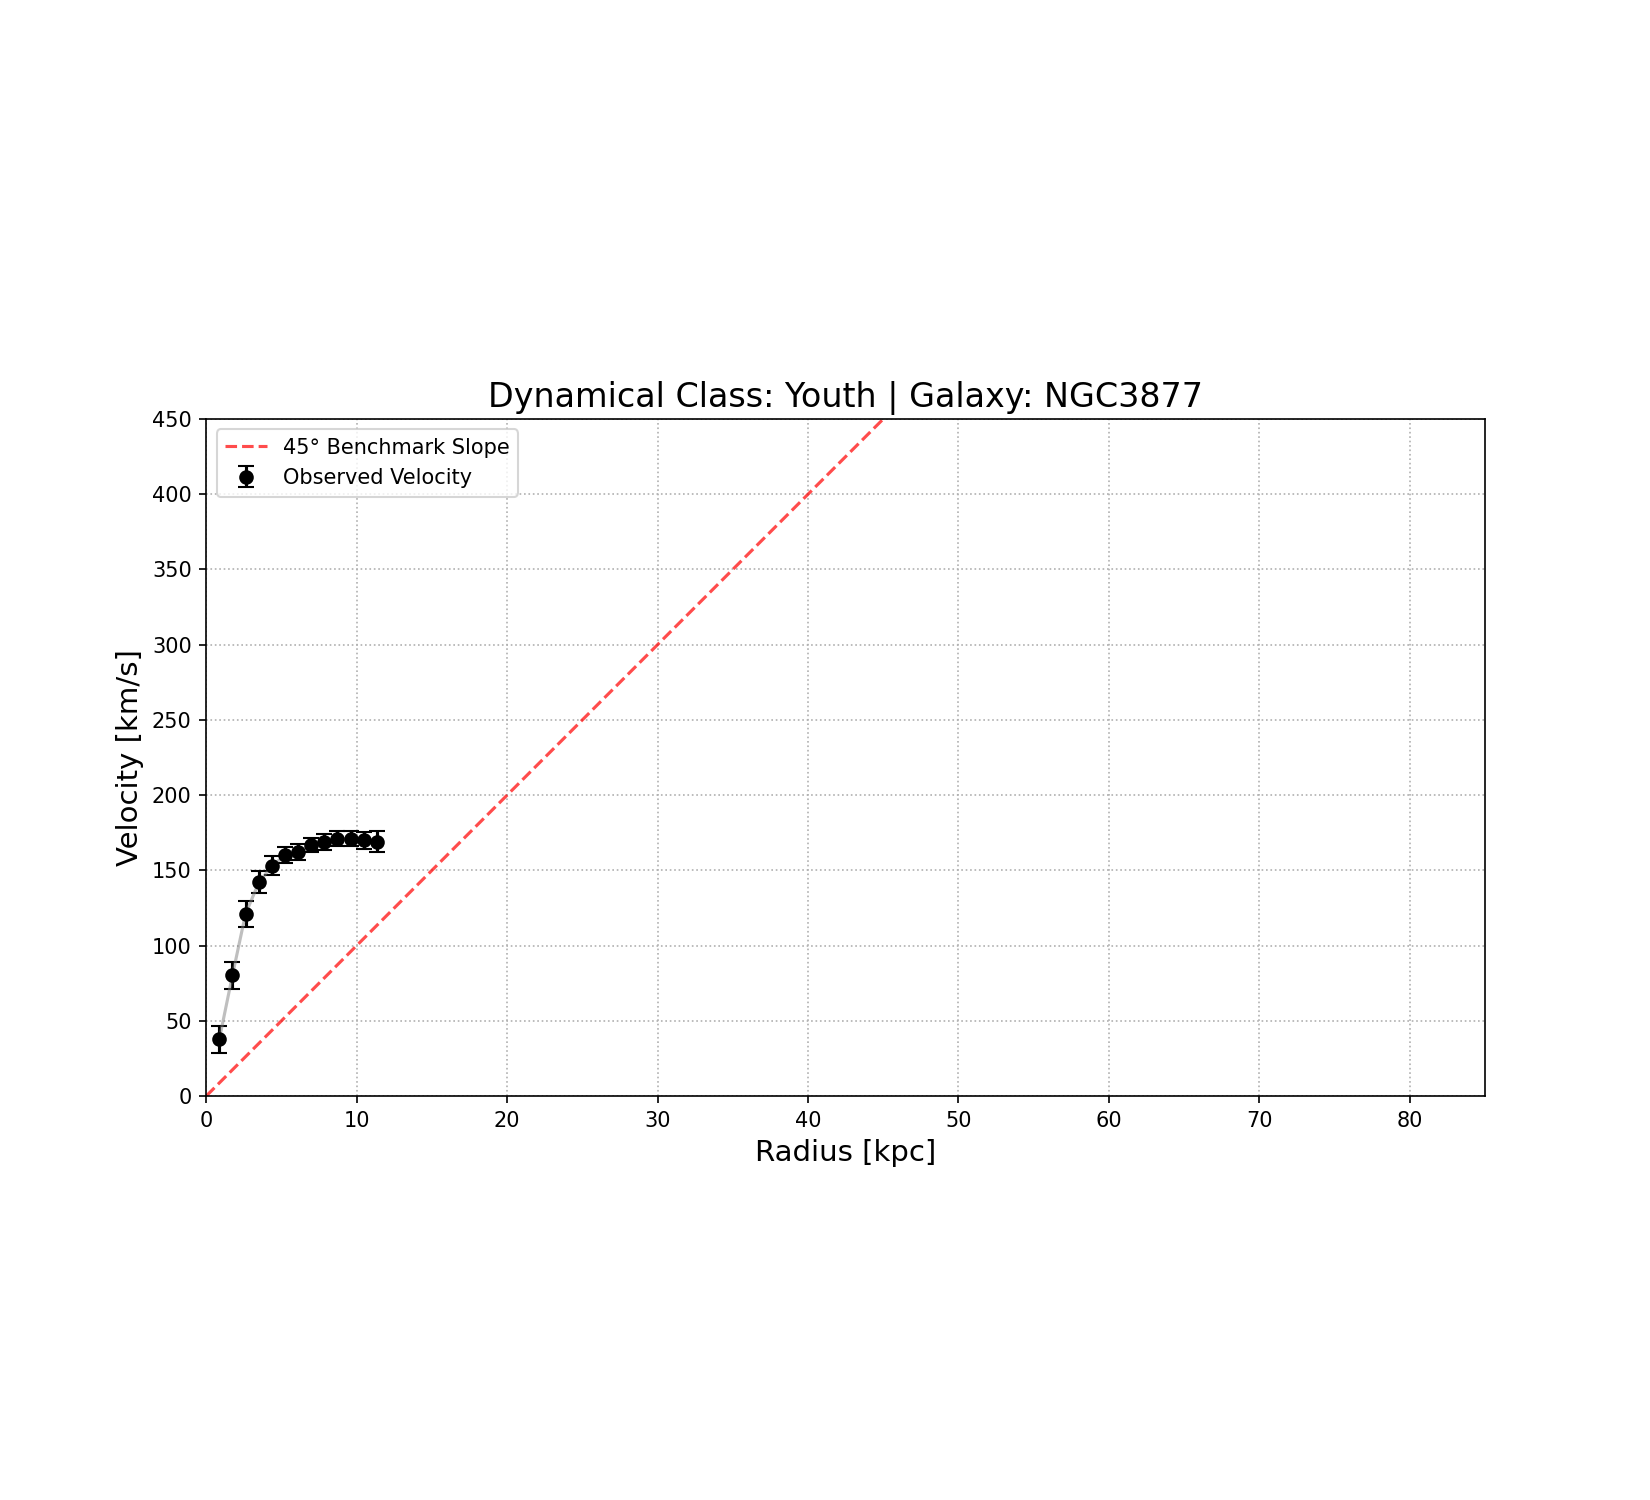 Dynamical Class: Youth | Galaxy: NGC3877
45° Benchmark Slope
Observed Velocity
Velocity [km/s]
450
400
350
300
250
200
150
100
50
0
0 10 20 30 40 50 60 70 80
Radius [kpc]